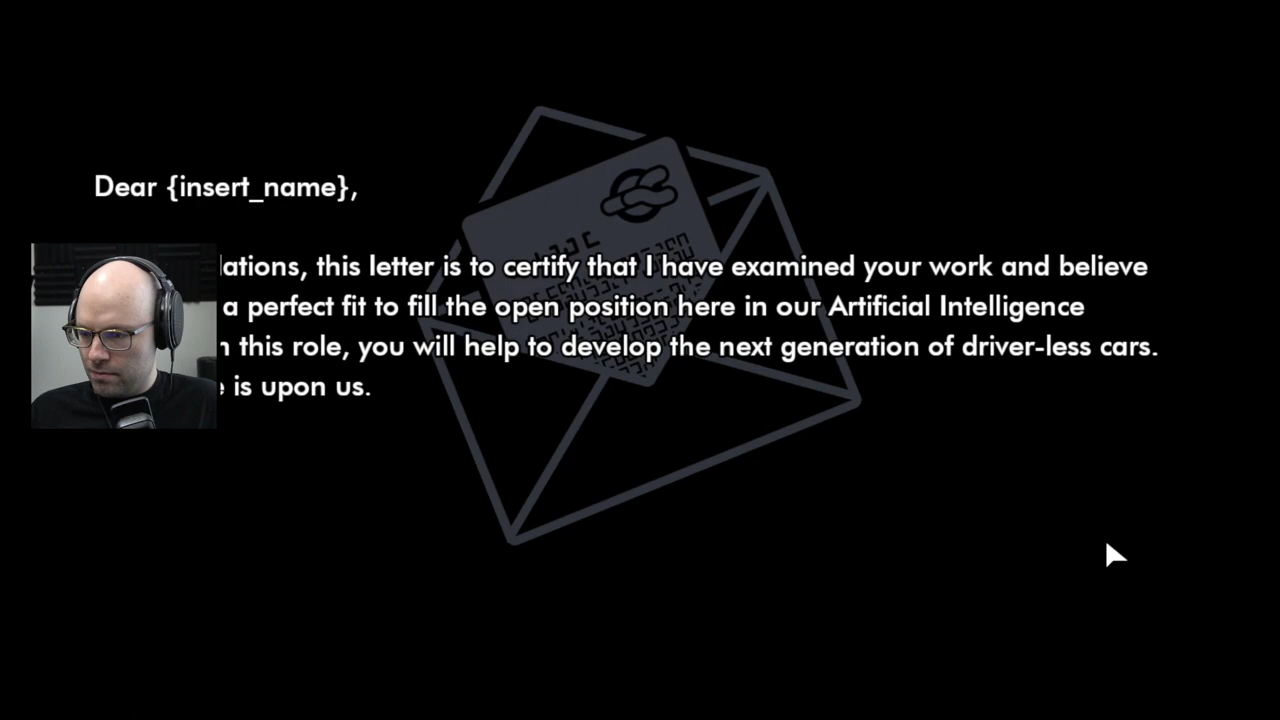 Dear {insert_name},
lations, this letter is to certify that I have examined your work and believe
a perfect fit to fill the open position here in our Artificial Intelligence
this role, you will help to develop the next generation of driver-less cars.
is upon us.